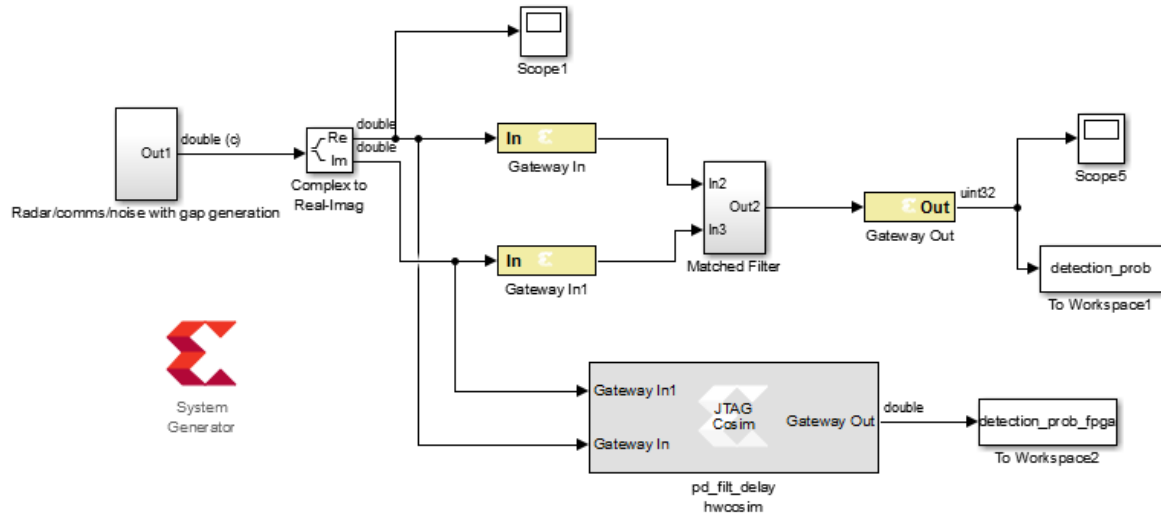 Scope1
double (c)
Out1
Radar/comms/noise with gap generation
Re
Im
double
double
Complex to
Real-Imag
In
Gateway In
In
Gateway In1
In2
In3
Out2
Matched Filter
Out
Gateway Out
uint32
Scope5
detection_prob
To Workspace1
System
Generator
Gateway In1
Gateway In
JTAG
Cosim
Gateway Out
pd_filt_delay
hwcosim
double
detection_prob_fpga
To Workspace2